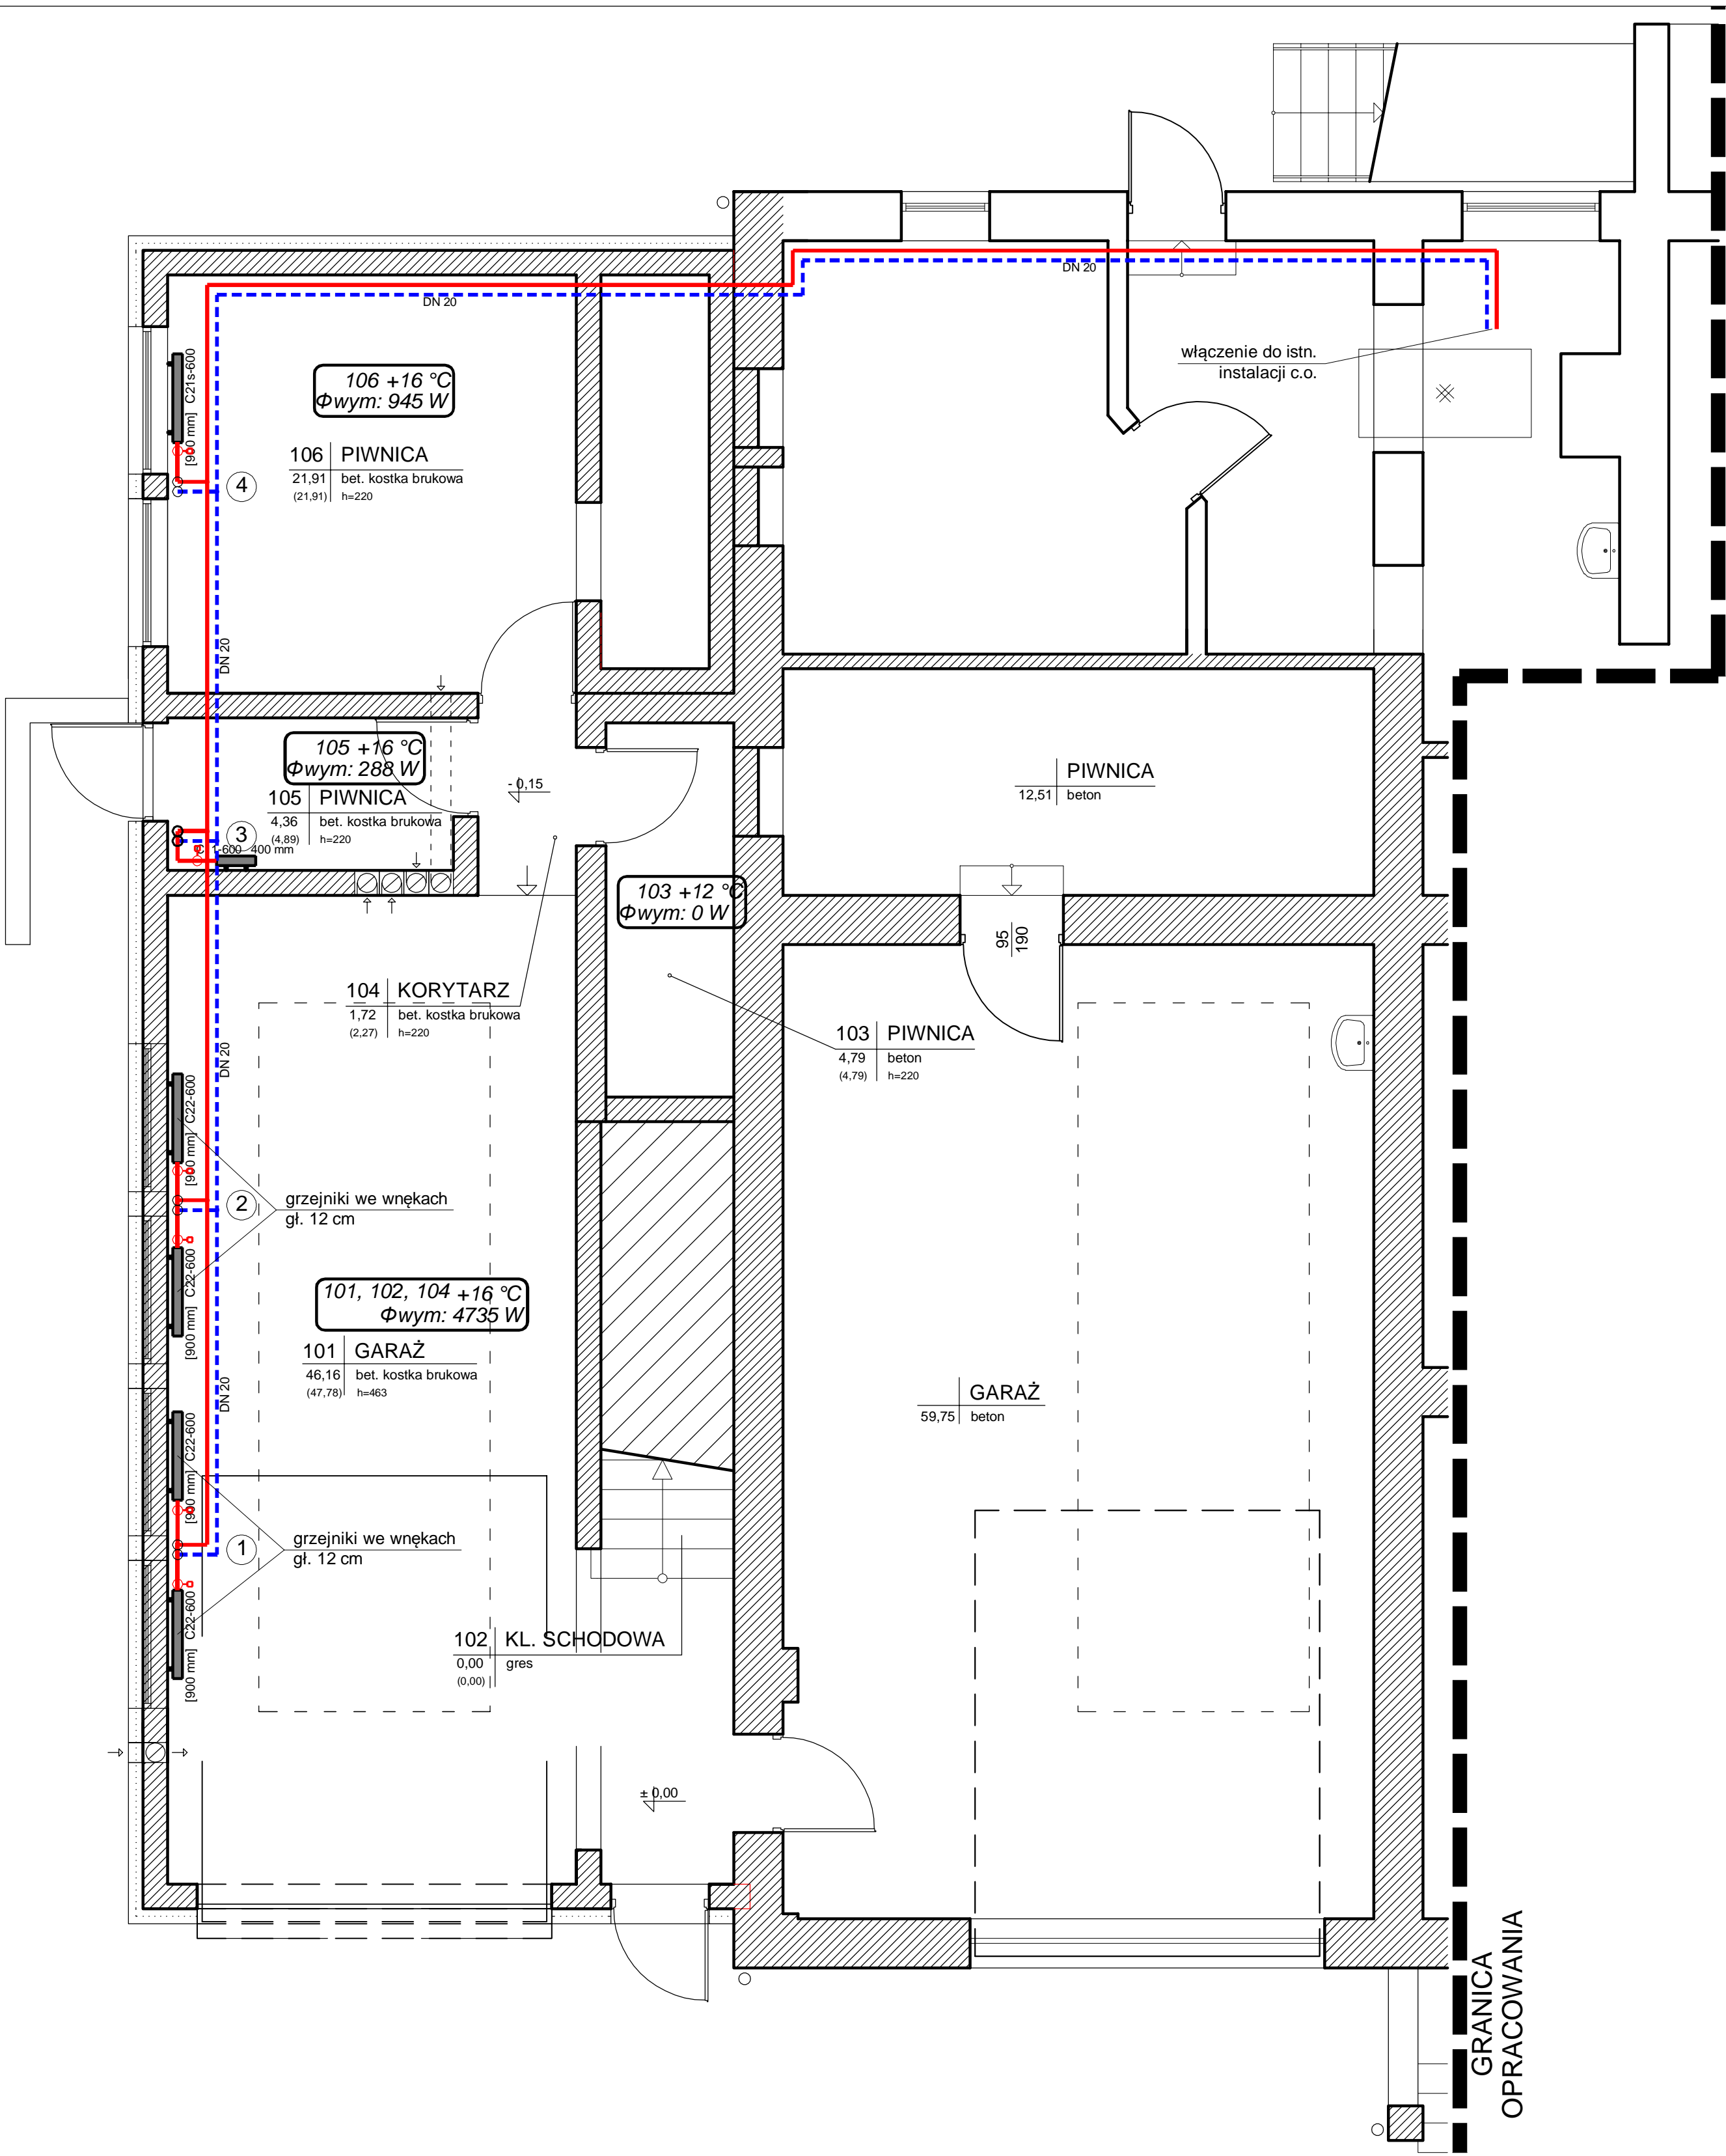 DN 20
DN 20
włączenie do istn.
instalacji c.o.
[900 mm] C21s-600
106 +16 °C
Φwym: 945 W
106 PIWNICA
21,91 bet. kostka brukowa
(21,91) h=220
4
DN 20
105 +16 °C
Φwym: 288 W
105 PIWNICA
4,36 bet. kostka brukowa
(4,89) h=220
3
400 mm
- 0,15
PIWNICA
12,51 beton
103 +12 °C
Φwym: 0 W
95
190
104 KORYTARZ
1,72 bet. kostka brukowa
(2,27) h=220
103 PIWNICA
4,79 beton
(4,79) h=220
DN 20
[900 mm] C22-600
2
grzejniki we wnękach
gł. 12 cm
[900 mm] C22-600
101, 102, 104 +16 °C
Φwym: 4735 W
101 GARAŻ
46,16 bet. kostka brukowa
(47,78) h=463
DN 20
GARAŻ
59,75 beton
[900 mm] C22-600
1
grzejniki we wnękach
gł. 12 cm
[900 mm] C22-600
102 KL. SCHODOWA
0,00 gres
(0,00)
± 0,00
GRANICA
OPRACOWANIA